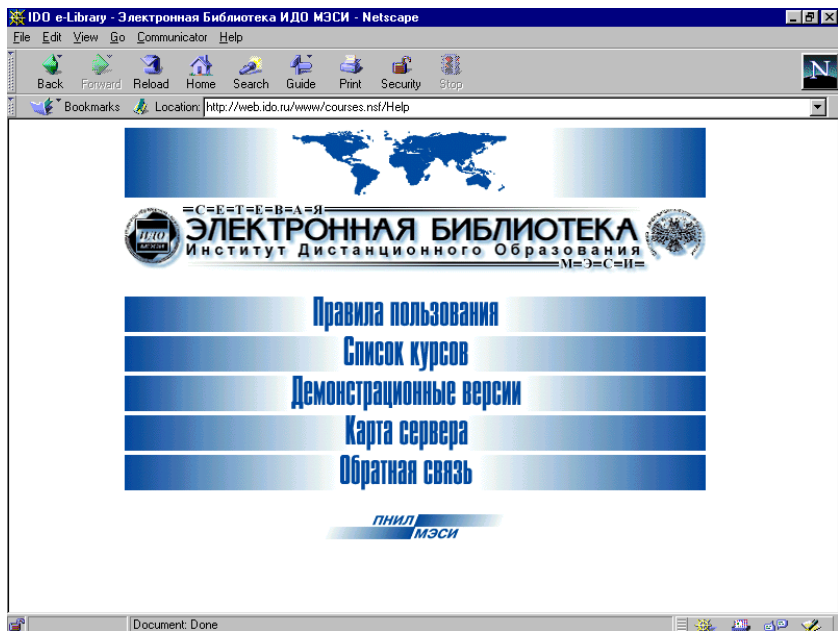 IDO e-Library - Электронная Библиотека ИДО МЭСИ - Netscape
File Edit View Go Communicator Help
Back Forward Reload Home Search Guide Print Security Stop
N
Bookmarks Location: http://web.ido.ru/www/courses.nsf/Help
=С=Е=Т=Е=В=А=Я=
ЭЛЕКТРОННАЯ БИБЛИОТЕКА
ИДО
МЭСИ
Институт Дистанционного Образования
=М=Э=С=И=
Правила пользования
Список курсов
Демонстрационные версии
Карта сервера
Обратная связь
ПНИЛ
МЭСИ
Document: Done